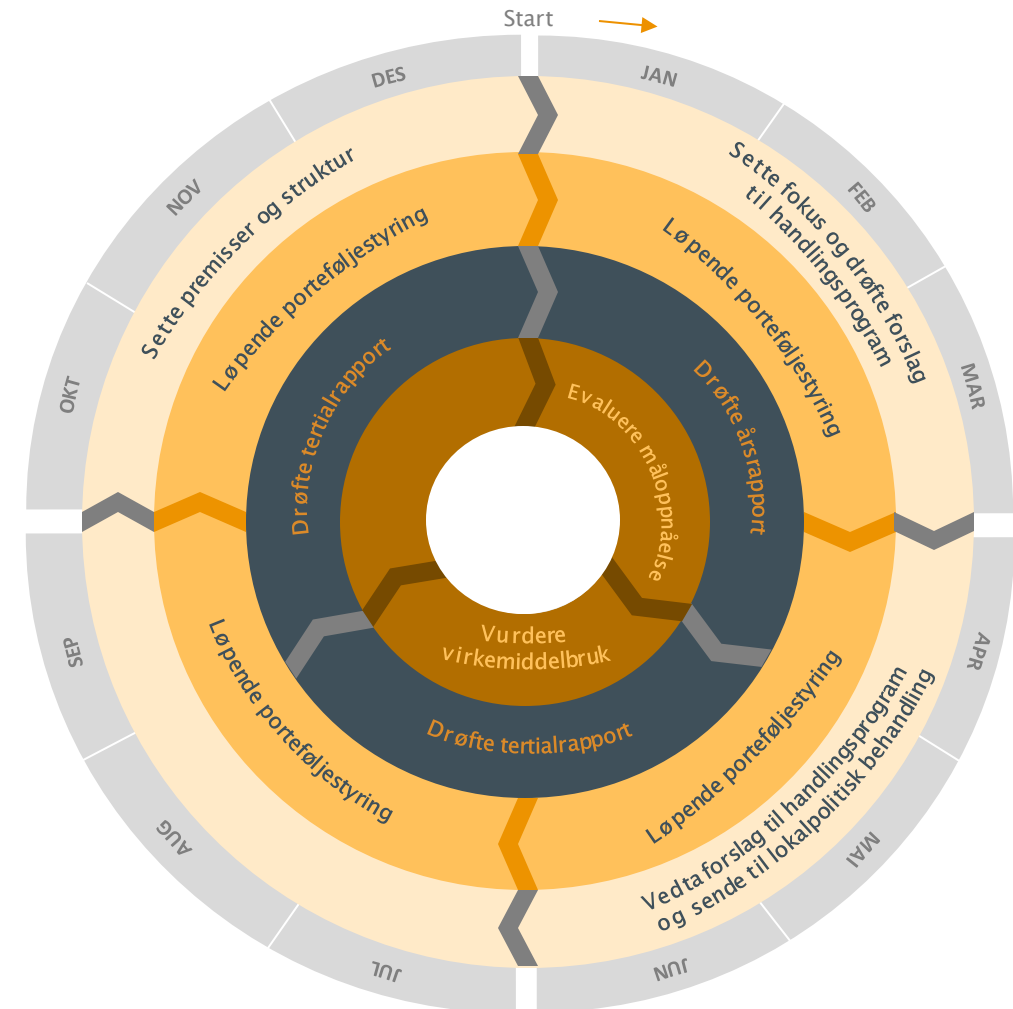 Start
JAN
FEB
MAR
APR
MAI
JUN
JUL
AUG
SEP
OKT
NOV
DES
Sette fokus og drøfte forslag
til handlingsprogram
Vedta forslag til handlingsprogram
og sende til lokalpolitisk behandling
Sette premisser og struktur
Løpende porteføljestyring
Løpende porteføljestyring
Løpende porteføljestyring
Løpende porteføljestyring
Drøfte årsrapport
Drøfte tertialrapport
Drøfte tertialrapport
Evaluere måloppnåelse
Vurdere
virkemiddelbruk